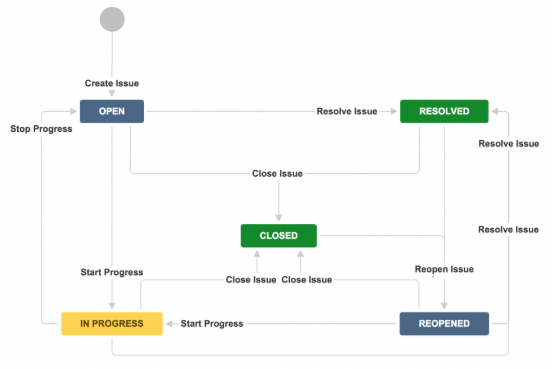 Create Issue
OPEN
Resolve Issue
RESOLVED
Stop Progress
Resolve Issue
Close Issue
CLOSED
Resolve Issue
Start Progress
Close Issue
Close Issue
Reopen Issue
IN PROGRESS
Start Progress
REOPENED